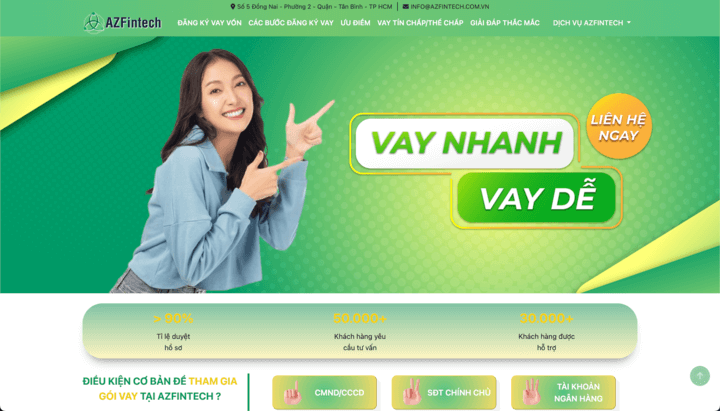 Số 5 Đồng Nai - Phường 2 - Quận - Tân Bình - TP HCM | INFO@AZFINTECH.COM.VN
AZFintech
ĐĂNG KÝ VAY VỐN CÁC BƯỚC ĐĂNG KÝ VAY ƯU ĐIỂM VAY TÍN CHẤP/THẾ CHẤP GIẢI ĐÁP THẮC MẮC DỊCH VỤ AZFINTECH
LIÊN HỆ
NGAY
VAY NHANH
VAY DỄ
> 90% 50.000+ 30.000+
Tỉ lệ duyệt Khách hàng yêu Khách hàng được
hồ sơ cầu tư vấn hỗ trợ
ĐIỀU KIỆN CƠ BẢN ĐỂ THAM GIA
GÓI VAY TẠI AZFINTECH ?
CMND/CCCD
SĐT CHÍNH CHỦ
TÀI KHOẢN
NGÂN HÀNG